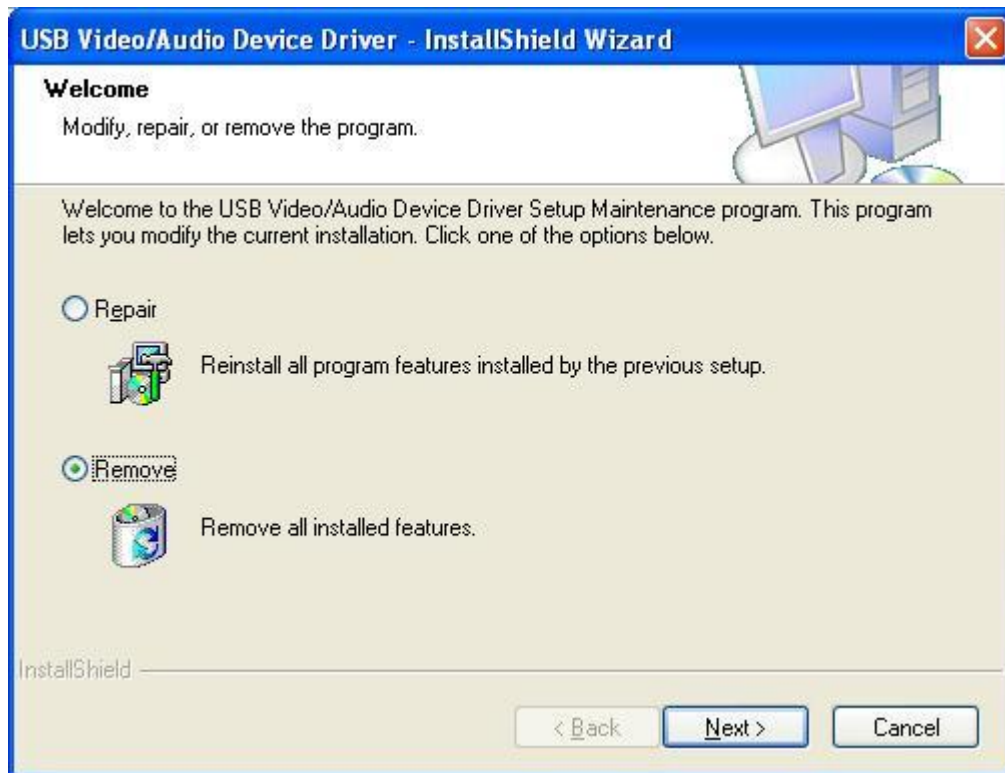 USB Video/Audio Device Driver - InstallShield Wizard
Welcome
Modify, repair, or remove the program.
Welcome to the USB Video/Audio Device Driver Setup Maintenance program. This program
lets you modify the current installation. Click one of the options below.
Repair
Reinstall all program features installed by the previous setup.
Remove
Remove all installed features.
InstallShield
< Back
Next >
Cancel